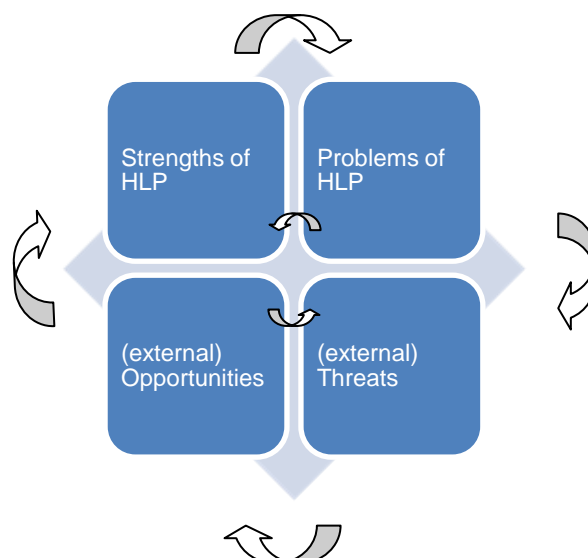 Strengths of
HLP
Problems of
HLP
(external)
Opportunities
(external)
Threats